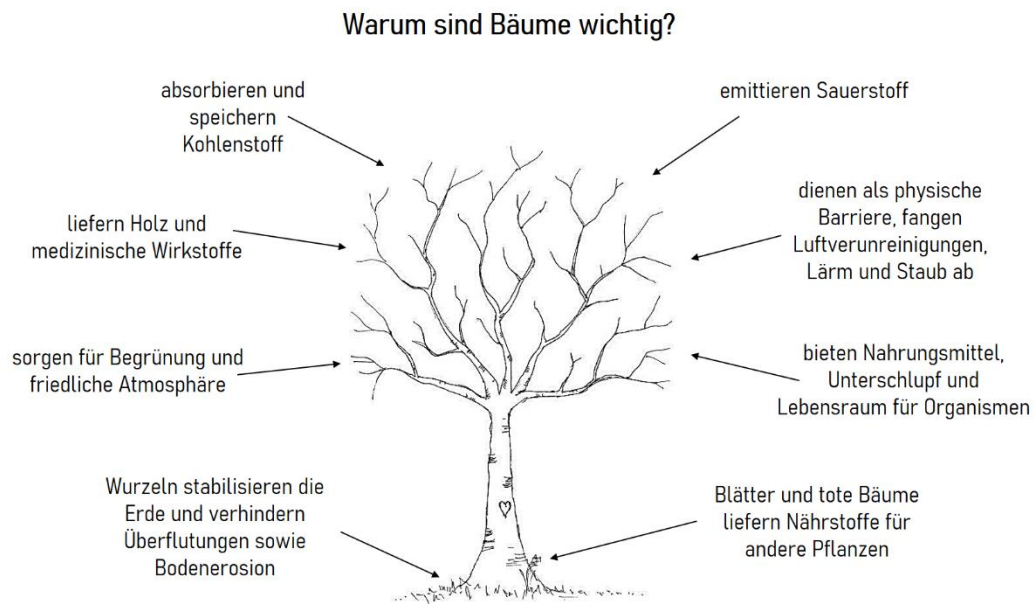 Warum sind Bäume wichtig?
absorbieren und
speichern
Kohlenstoff
emittieren Sauerstoff
liefern Holz und
medizinische Wirkstoffe
dienen als physische
Barriere, fangen
Luftverunreinigungen,
Lärm und Staub ab
sorgen für Begrünung und
friedliche Atmosphäre
bieten Nahrungsmittel,
Unterschlupf und
Lebensraum für Organismen
Wurzeln stabilisieren die
Erde und verhindern
Überflutungen sowie
Bodenerosion
Blätter und tote Bäume
liefern Nährstoffe für
andere Pflanzen